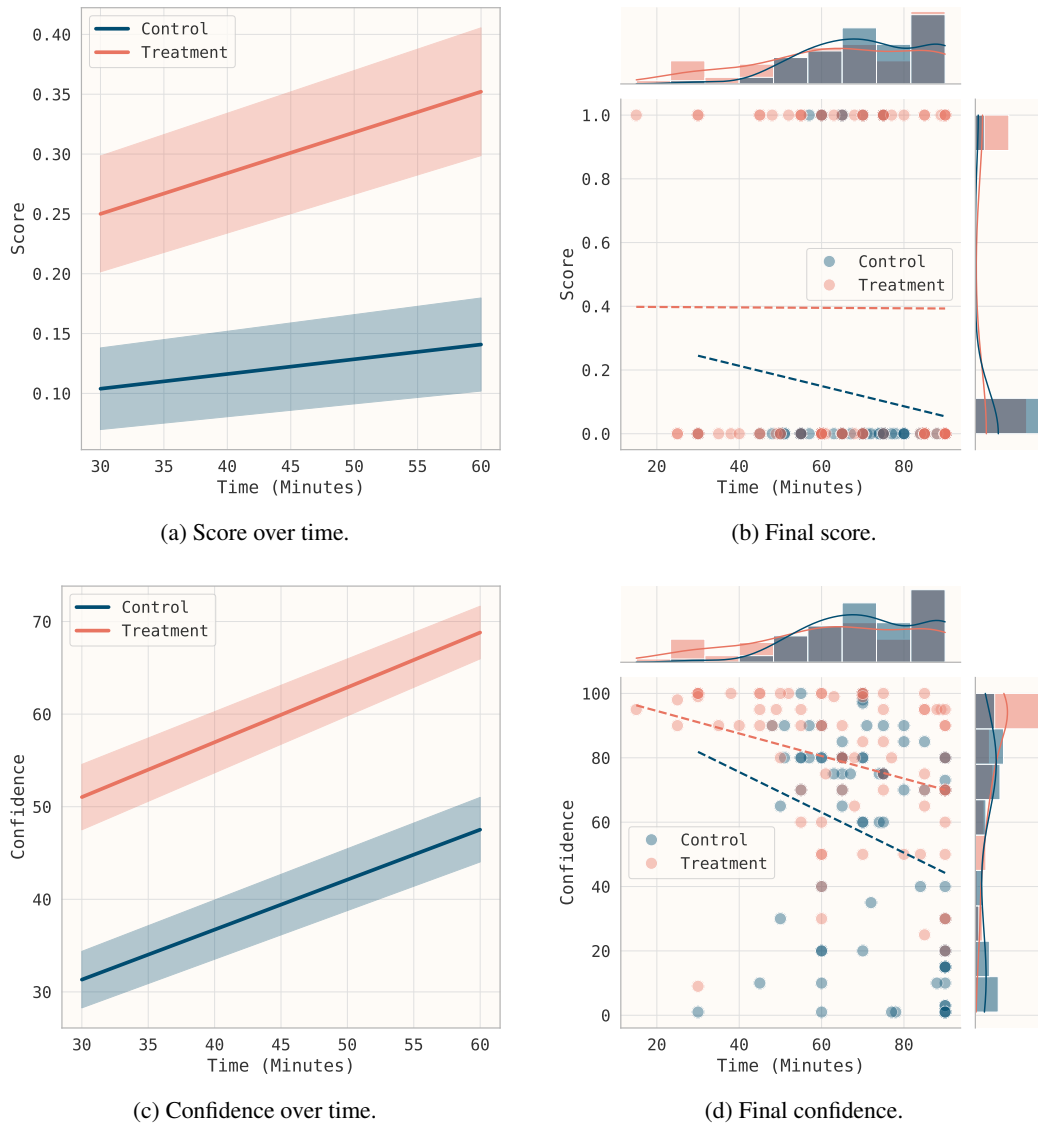 Control
Treatment
0.40
0.35
0.30
0.25
0.20
0.15
0.10
Score
30 35 40 45 50 55 60
Time (Minutes)
(a) Score over time.
1.0
0.8
0.6
0.4
0.2
0.0
Score
Control
Treatment
20 40 60 80
Time (Minutes)
(b) Final score.
Control
Treatment
70
60
50
40
30
Confidence
30 35 40 45 50 55 60
Time (Minutes)
(c) Confidence over time.
100
80
60
40
20
0
Confidence
Control
Treatment
20 40 60 80
Time (Minutes)
(d) Final confidence.